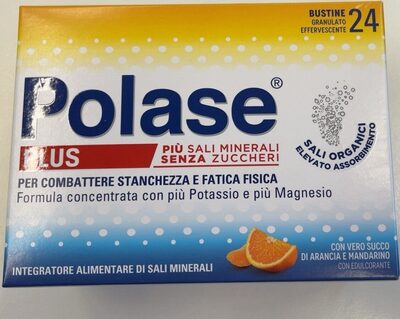 BUSTINE 24
GRANULATO
EFFERVESCENTE
Polase®
PLUS
PIÙ SALI MINERALI
SENZA ZUCCHERI
SALI ORGANICI
ELEVATO ASSORBIMENTO
PER COMBATTERE STANCHEZZA E FATICA FISICA
Formula concentrata con più Potassio e più Magnesio
CON VERO SUCCO
DI ARANCIA E MANDARINO
CON EDULCORANTE
INTEGRATORE ALIMENTARE DI SALI MINERALI